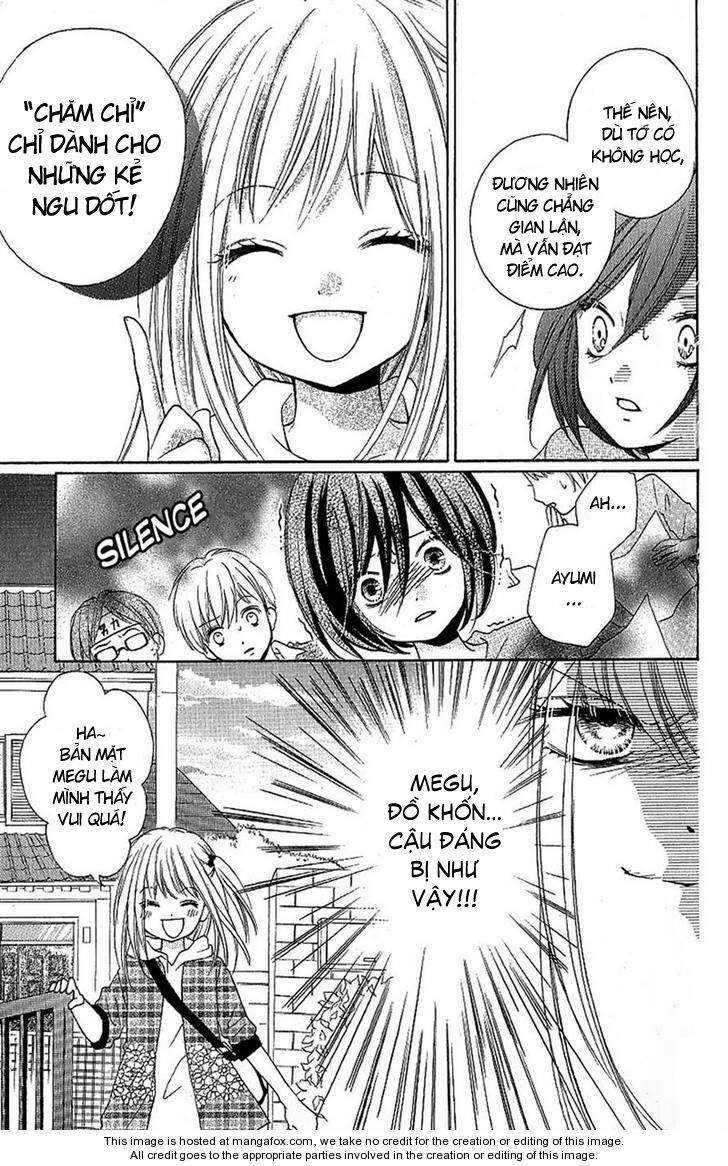 THẾ NÊN,
DÙ TỚ CÓ
KHÔNG HỌC,
ĐƯƠNG NHIÊN
CŨNG CHẲNG
GIAN LẬN,
MÀ VẪN ĐẠT
ĐIỂM CAO.
"CHĂM CHỈ"
CHỈ DÀNH CHO
NHỮNG KẺ
NGU DỐT!
AH...
AYUMI
...
SILENCE
MEGU,
ĐỒ KHỐN...
CẬU ĐÁNG
BỊ NHƯ
VẬY!!!
HA~
BẢN MẶT
MEGU LÀM
MÌNH THẤY
VUI QUÁ!
This image is hosted at mangafox.com, we take no credit for the creation or editing of this image.
All credit goes to the appropriate parties involved in the creation or editing of this image.